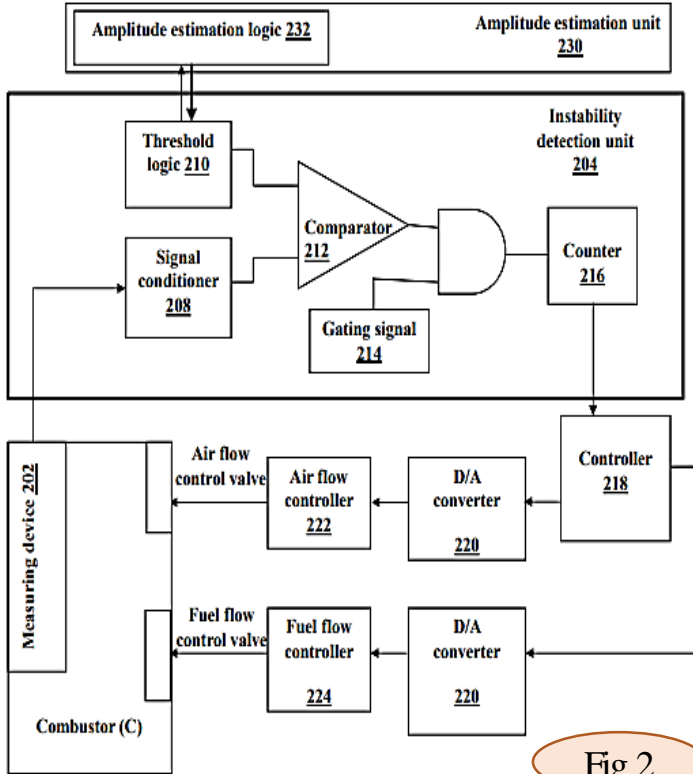 Amplitude estimation logic 232
Amplitude estimation unit
230
Instability
detection unit
204
Threshold
logic 210
Comparator
212
Signal
conditioner
208
Counter
216
Gating signal
214
Measuring device 202
Air flow
control valve
Air flow
controller
222
D/A
converter
220
Controller
218
Fuel flow
control valve
Fuel flow
controller
224
D/A
converter
220
Combustor (C)
Fig 2